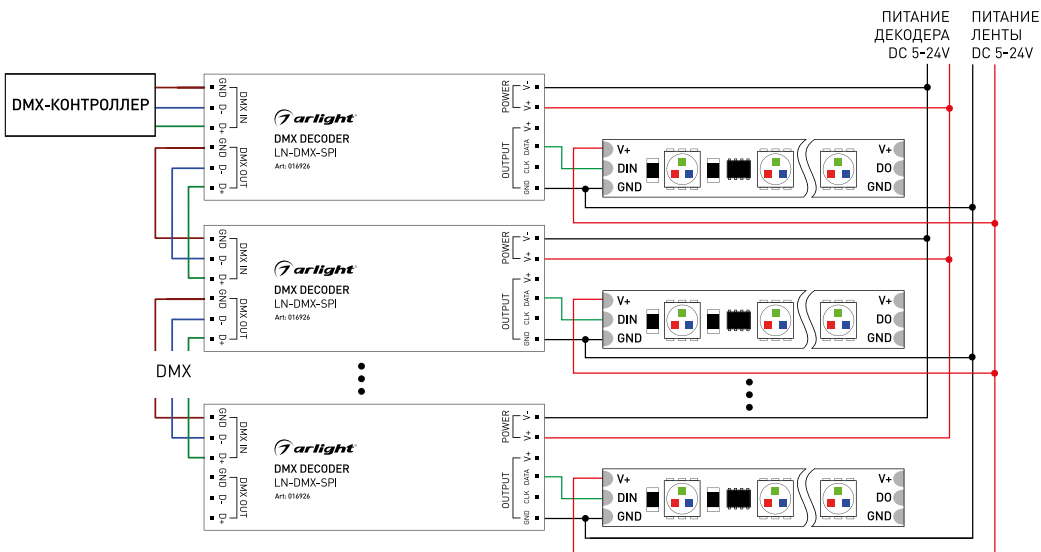 ПИТАНИЕ
ДЕКОДЕРА
DC 5-24V
ПИТАНИЕ
ЛЕНТЫ
DC 5-24V
DMX-КОНТРОЛЛЕР
GND
D-
D+
DMX IN
GND
D-
D+
DMX OUT
arlight
DMX DECODER
LN-DMX-SPI
Art: 016926
POWER
V-
V+
OUTPUT
V+
DATA
CLK
GND
V+
DIN
GND
V+
DO
GND
GND
D-
D+
DMX IN
GND
D-
D+
DMX OUT
arlight
DMX DECODER
LN-DMX-SPI
Art: 016926
POWER
V-
V+
OUTPUT
V+
DATA
CLK
GND
V+
DIN
GND
V+
DO
GND
DMX
GND
D-
D+
DMX IN
GND
D-
D+
DMX OUT
arlight
DMX DECODER
LN-DMX-SPI
Art: 016926
POWER
V-
V+
OUTPUT
V+
DATA
CLK
GND
V+
DIN
GND
V+
DO
GND